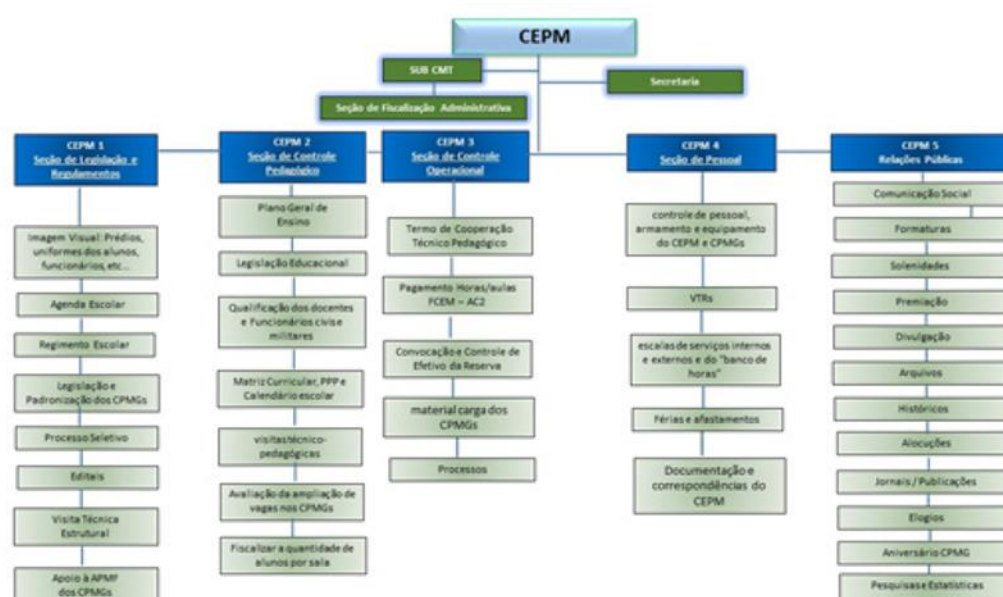 CEPM
SUB CMT
Secretaria
Seção de Fiscalização Administrativa
CEPM 1
Seção de Legislação e
Regulamentos
Imagem Visual: Prédios,
uniformes dos alunos,
funcionários, etc...
Agenda Escolar
Regimento Escolar
Legislação e
Padronização dos CPMGs
Processo Seletivo
Editais
Visita Técnica
Estrutural
Apoio à APMF
dos CPMGs
CEPM 2
Seção de Controle
Pedagógico
Plano Geral de
Ensino
Legislação Educacional
Qualificação dos docentes
e Funcionários civis e
militares
Matriz Curricular, PPP e
Calendário escolar
visitas técnico-
pedagógicas
Avaliação da ampliação de
vagas nos CPMGs
Fiscalizar a quantidade de
alunos por sala
CEPM 3
Seção de Controle
Operacional
Termo de Cooperação
Técnico Pedagógico
Pagamento Horas/aulas
FCEM – AC2
Convocação e Controle de
Efetivo da Reserva
material carga dos
CPMGs
Processos
CEPM 4
Seção de Pessoal
controle de pessoal,
armamento e equipamento
do CEPM e CPMGs
VTRs
escalas de serviços internos
e externos e do "banco de
horas"
Férias e afastamentos
Documentação e
correspondências do
CEPM
CEPM 5
Relações Públicas
Comunicação Social
Formaturas
Solenidades
Premiação
Divulgação
Arquivos
Históricos
Alocuções
Jornais / Publicações
Elogios
Aniversário CPMG
Pesquisas e Estatísticas